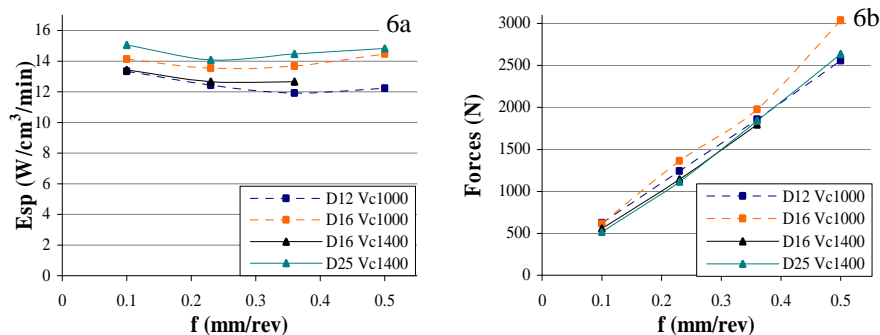 6a
16
14
12
10
8
6
4
2
0
Esp (W/cm³/min)
D12 Vc1000
D16 Vc1000
D16 Vc1400
D25 Vc1400
0 0.1 0.2 0.3 0.4 0.5
f (mm/rev)
6b
3000
2500
2000
1500
1000
500
0
Forces (N)
D12 Vc1000
D16 Vc1000
D16 Vc1400
D25 Vc1400
0 0.1 0.2 0.3 0.4 0.5
f (mm/rev)